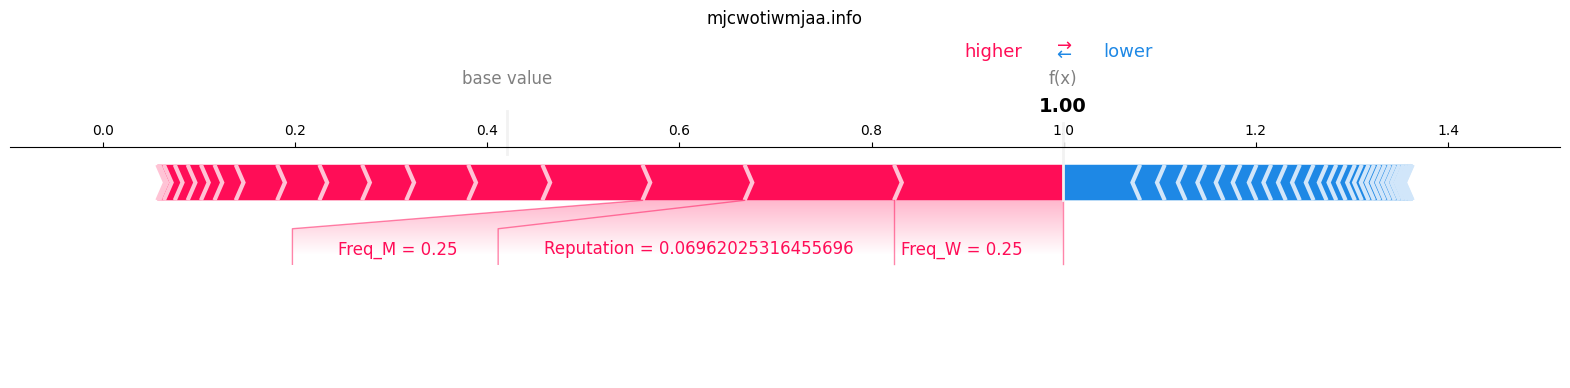 mjcwotiwmjaa.info
higher → ← lower
base value f(x)
1.00
0.0 0.2 0.4 0.6 0.8 1.0 1.2 1.4
Freq_M = 0.25 Reputation = 0.06962025316455696 Freq_W = 0.25